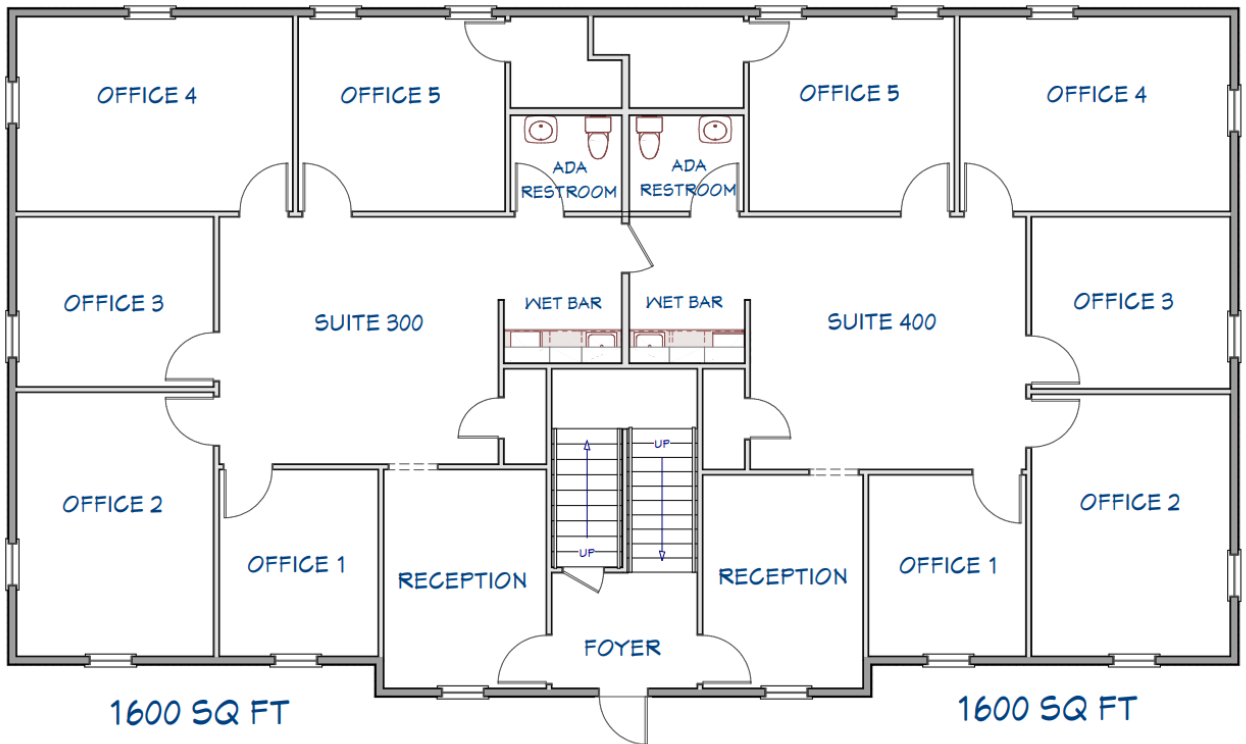 OFFICE 4
OFFICE 5
OFFICE 5
OFFICE 4
ADA
RESTROOM
ADA
RESTROOM
OFFICE 3
SUITE 300
WET BAR
WET BAR
SUITE 400
OFFICE 3
OFFICE 2
UP
UP
OFFICE 2
OFFICE 1
RECEPTION
RECEPTION
OFFICE 1
FOYER
1600 SQ FT
1600 SQ FT